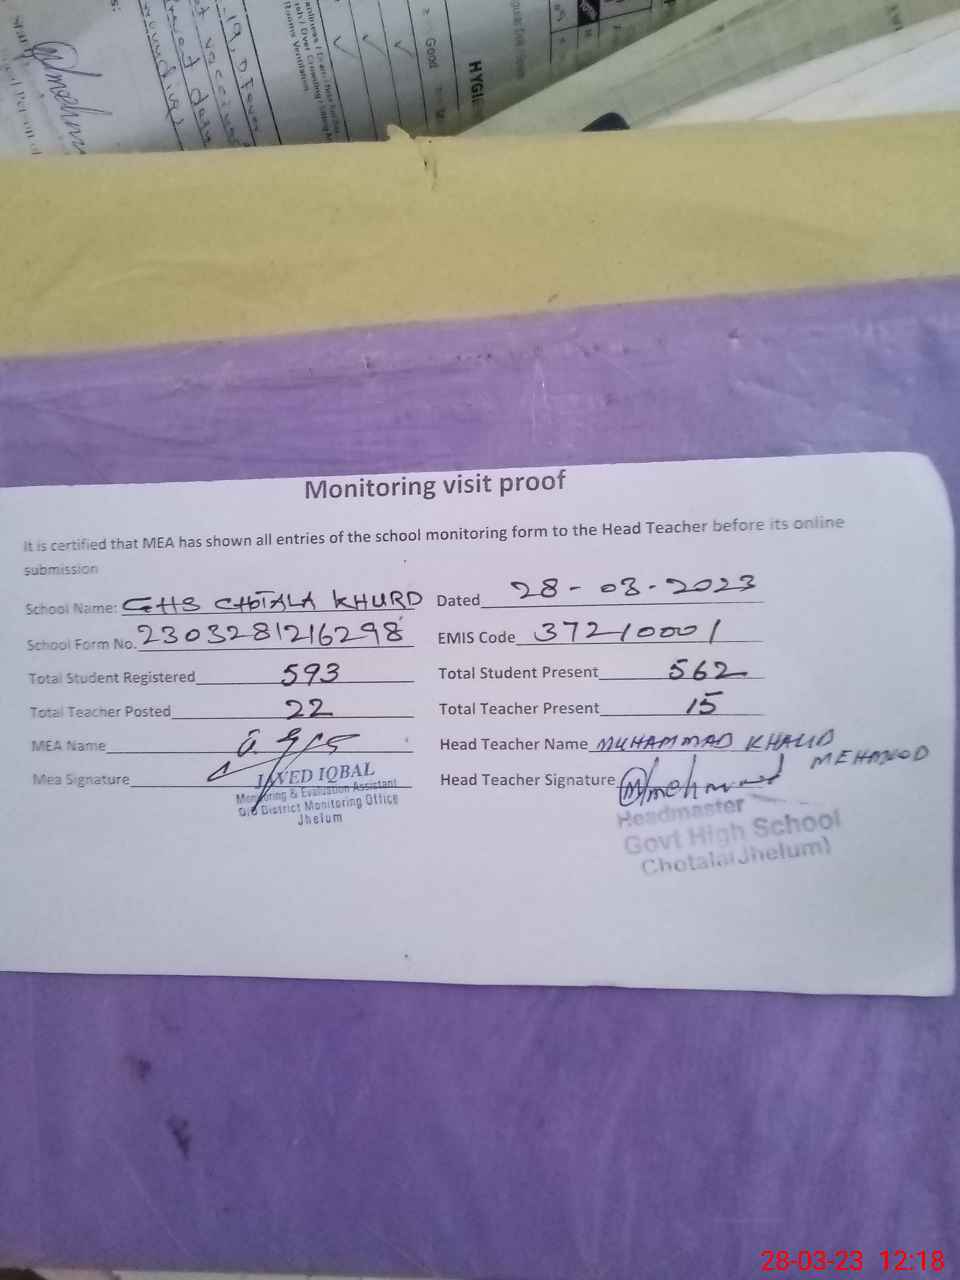 Good
HYGIE
Monitoring visit proof
It is certified that MEA has shown all entries of the school monitoring form to the Head Teacher before its online
submission
School Name: GHS CHOTALA KHURD Dated 28-03-2023
School Form No. 2303281216298 EMIS Code 37210001
Total Student Registered 593 Total Student Present 562
Total Teacher Posted 22 Total Teacher Present 15
MEA Name Head Teacher Name MUHAMMAD KHALID
MEHMOOD
Mea Signature Head Teacher Signature
JAVED IQBAL
Monitoring & Evaluation Assistant
O/o District Monitoring Office
Jhelum
Headmaster
Govt High School
Chotala(Jhelum)
28-03-23 12:18